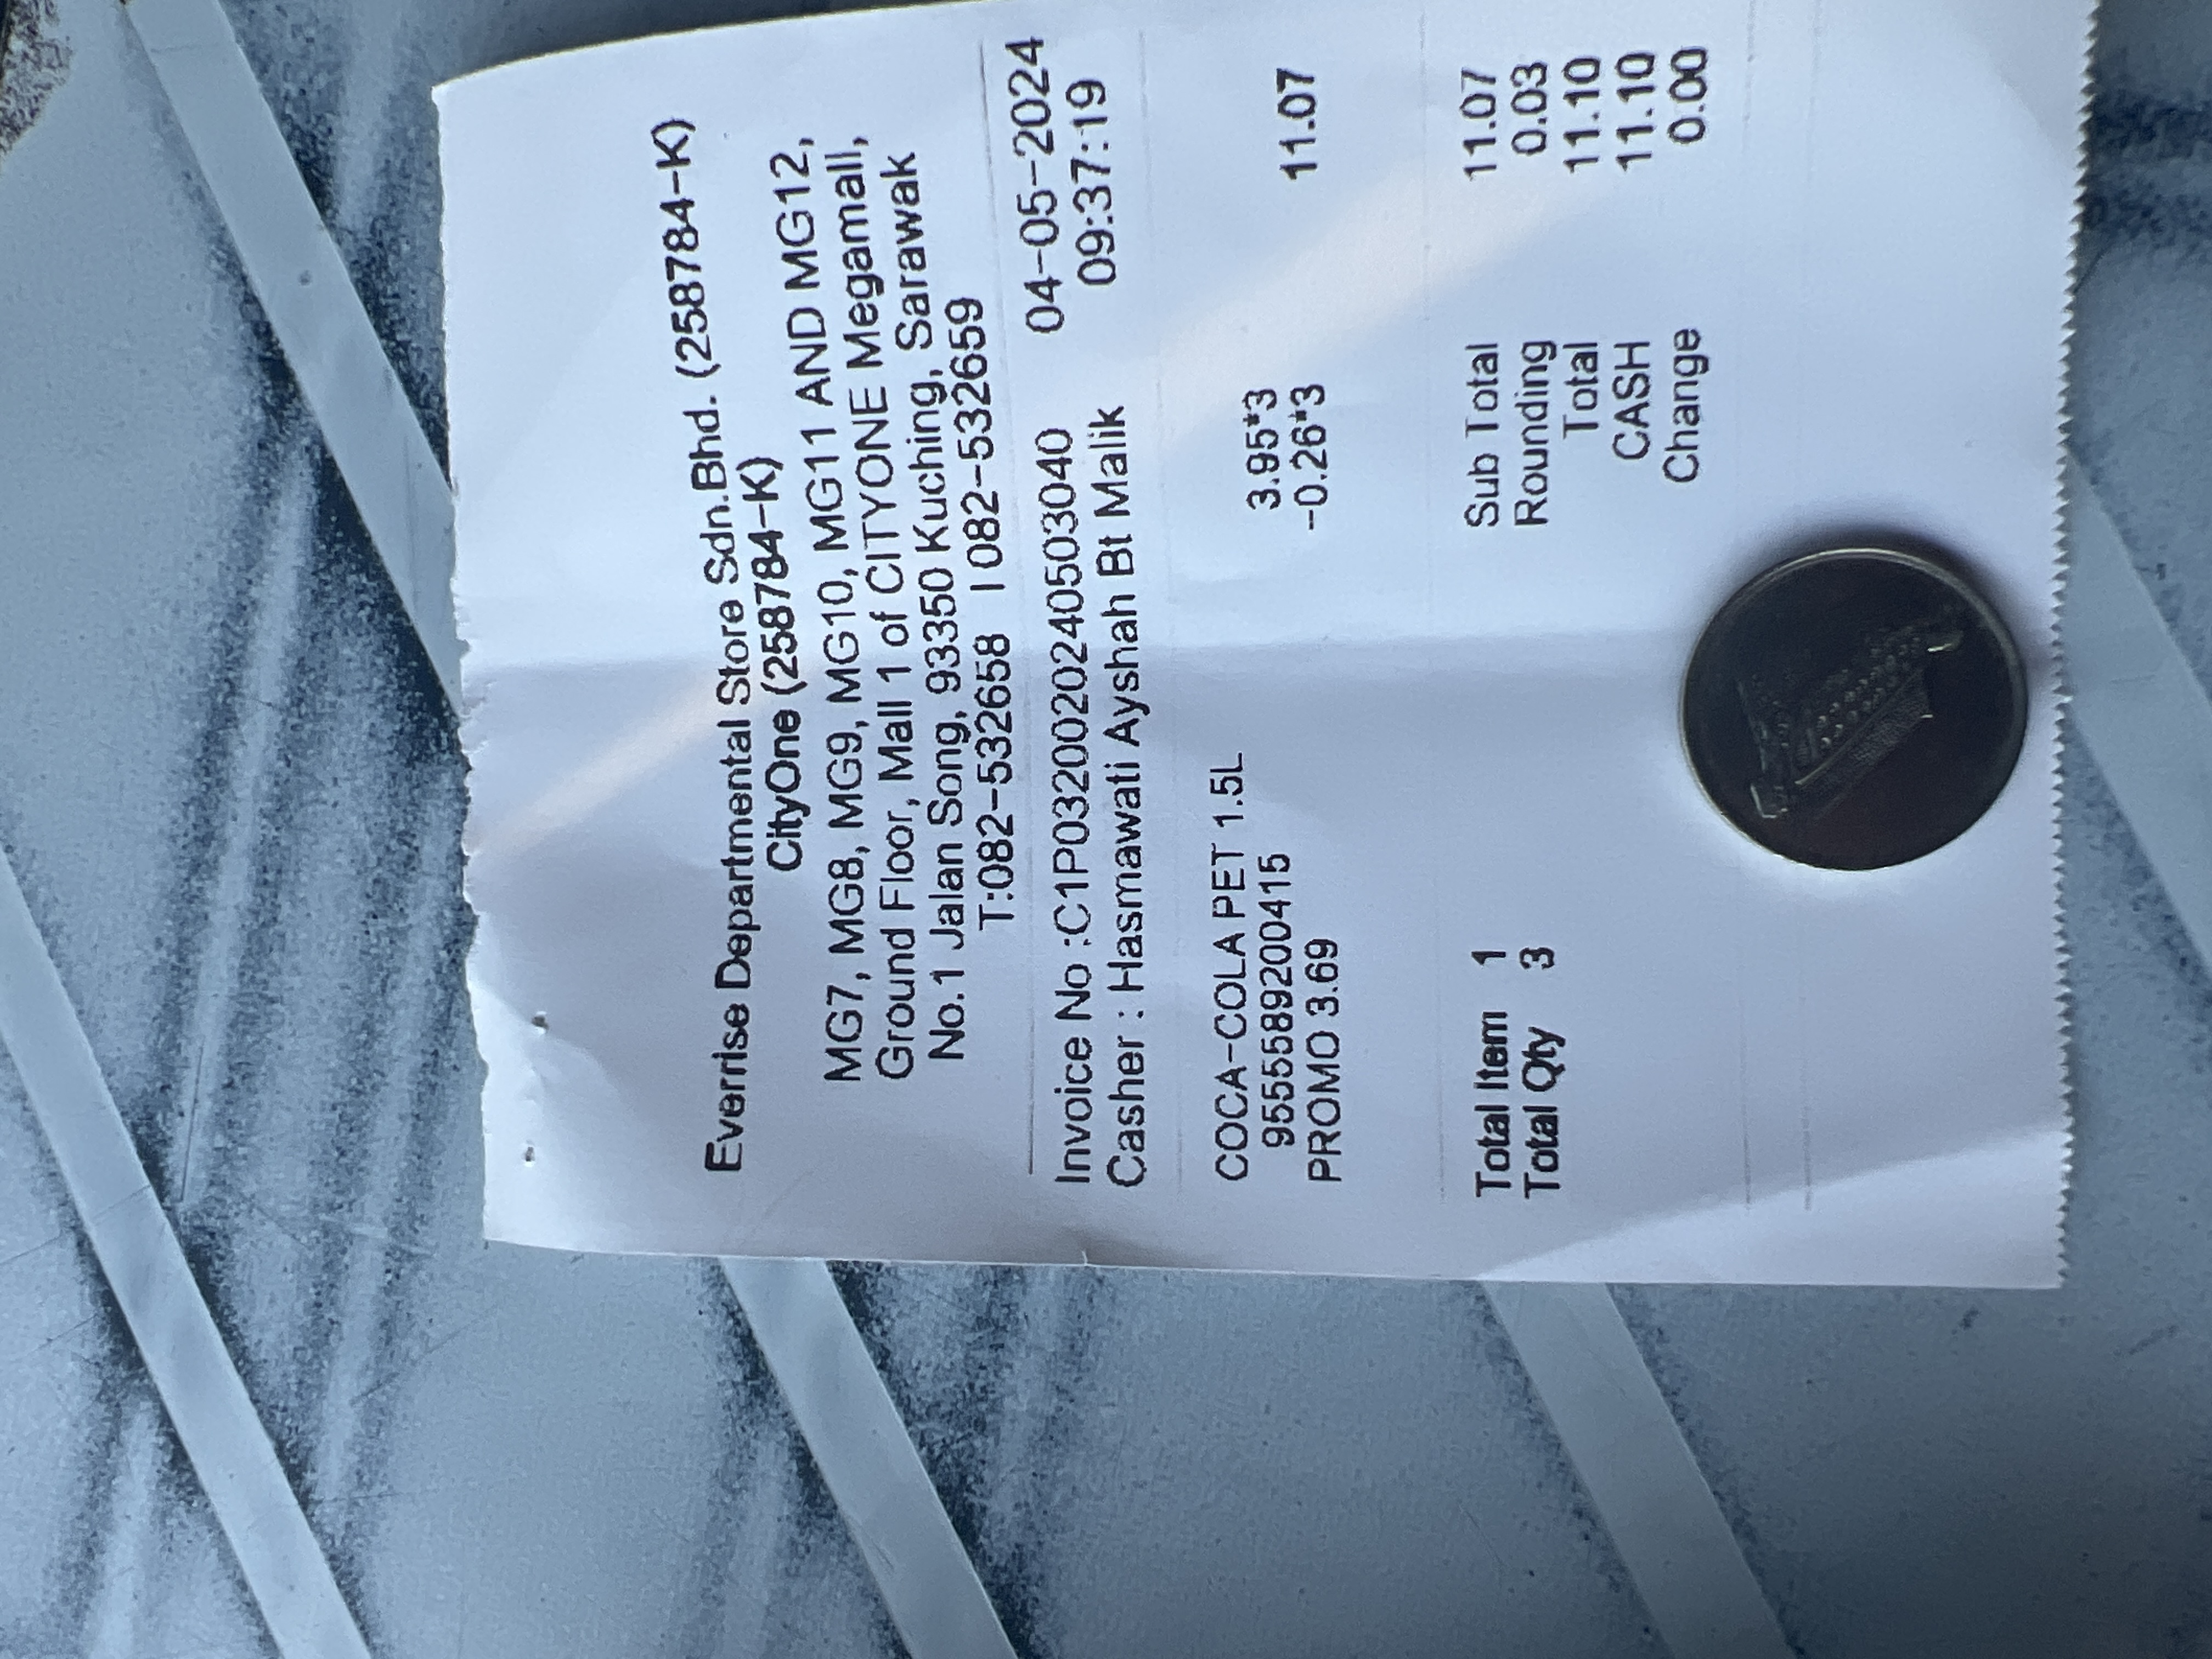 Everrise Departmental Store Sdn.Bhd. (258784-K)
CityOne (258784-K)
MG7, MG8, MG9, MG10, MG11 AND MG12,
Ground Floor, Mall 1 of CITYONE Megamall,
No.1 Jalan Song, 93350 Kuching, Sarawak
T:082-532658 | 082-532659
Invoice No :C1P0320020240503040 04-05-2024
Casher : Hasmawati Ayshah Bt Malik 09:37:19
COCA-COLA PET 1.5L
9555589200415 3.95*3
PROMO 3.69 -0.26*3 11.07
Total Item 1 Sub Total 11.07
Total Qty 3 Rounding 0.03
Total 11.10
CASH 11.10
Change 0.00